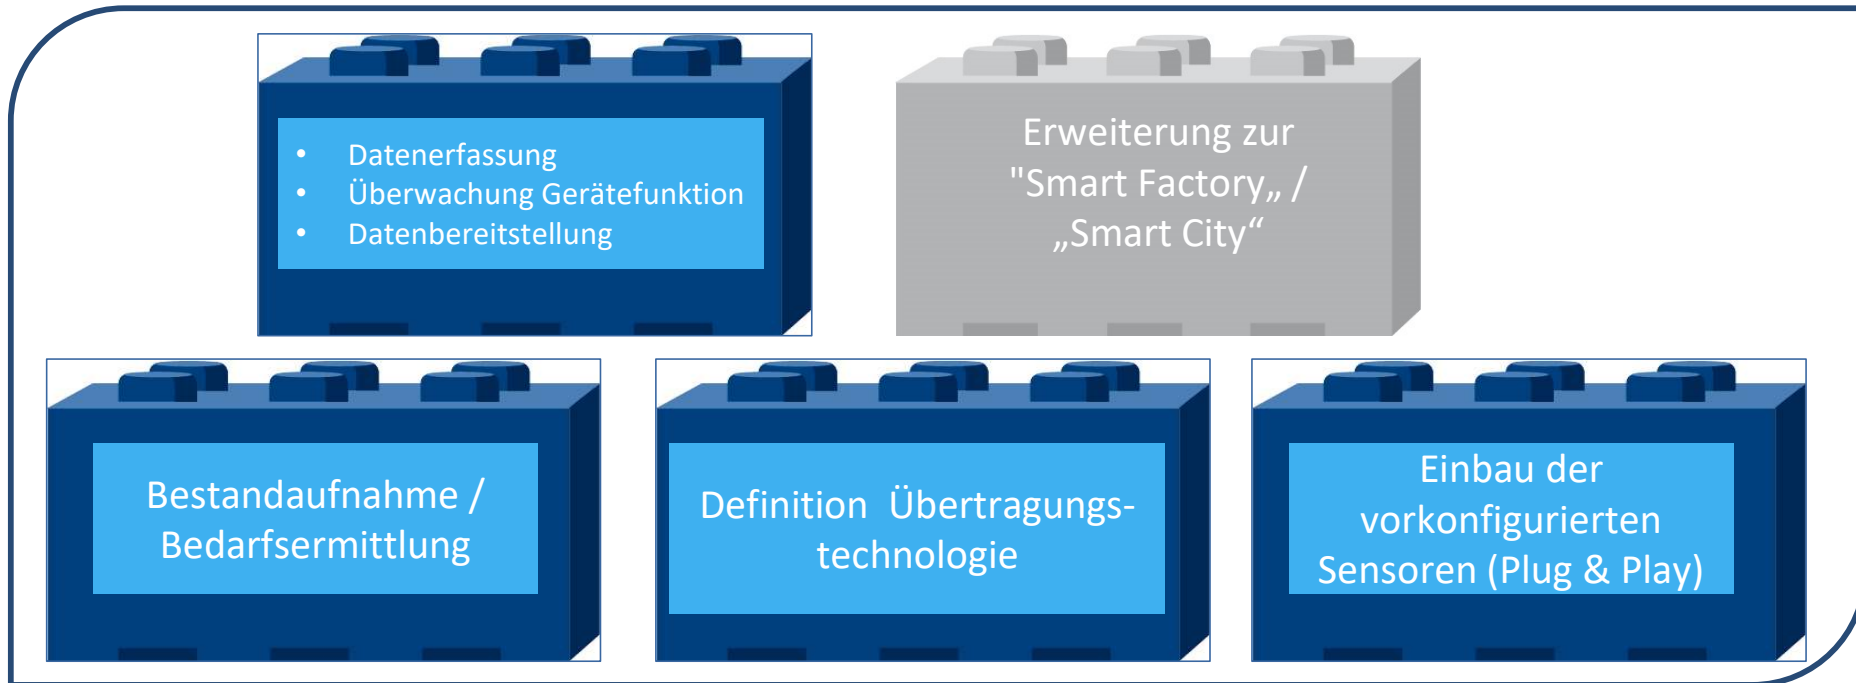 • Datenerfassung
• Überwachung Gerätefunktion
• Datenbereitstellung
Erweiterung zur
"Smart Factory„ /
„Smart City“
Bestandaufnahme /
Bedarfsermittlung
Definition Übertragungs-
technologie
Einbau der
vorkonfigurierten
Sensoren (Plug & Play)